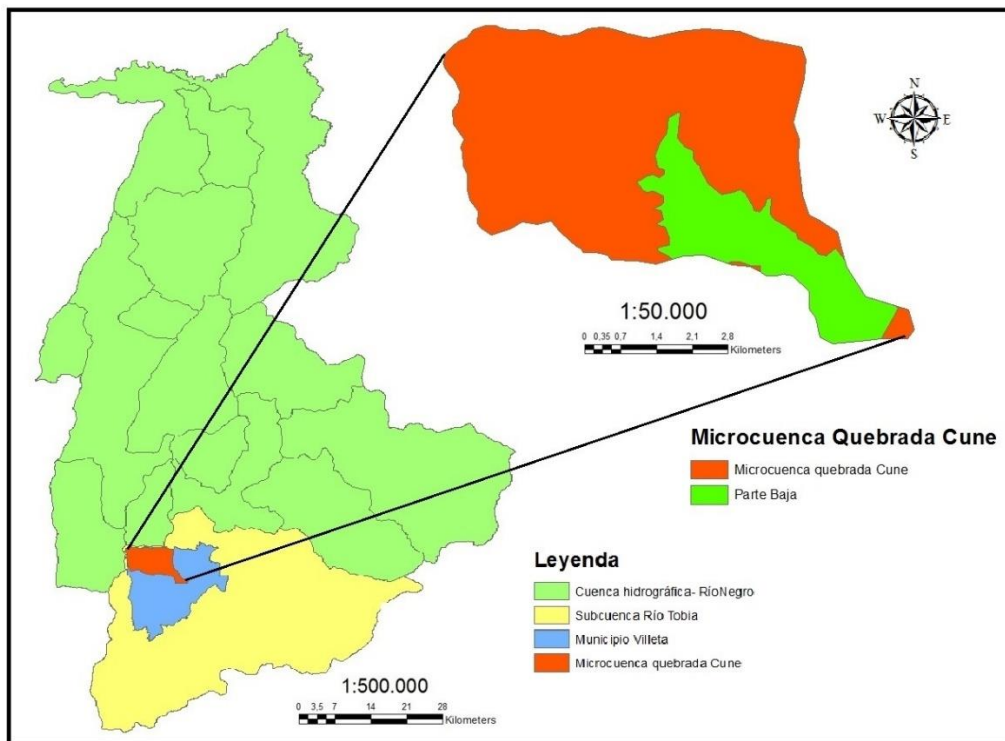 N
W E
S
1:50.000
0 0,35 0,7 1,4 2,1 2,8
Kilometers
Microcuenca Quebrada Cune
Microcuenca quebrada Cune
Parte Baja
Leyenda
Cuenca hidrográfica- RíoNegro
Subcuenca Río Tobia
Municipio Villeta
Microcuenca quebrada Cune
1:500.000
0 3,5 7 14 21 28
Kilometers